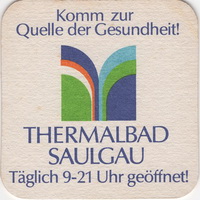 Komm zur
Quelle der Gesundheit!
THERMALBAD
SAULGAU
Täglich 9-21 Uhr geöffnet!